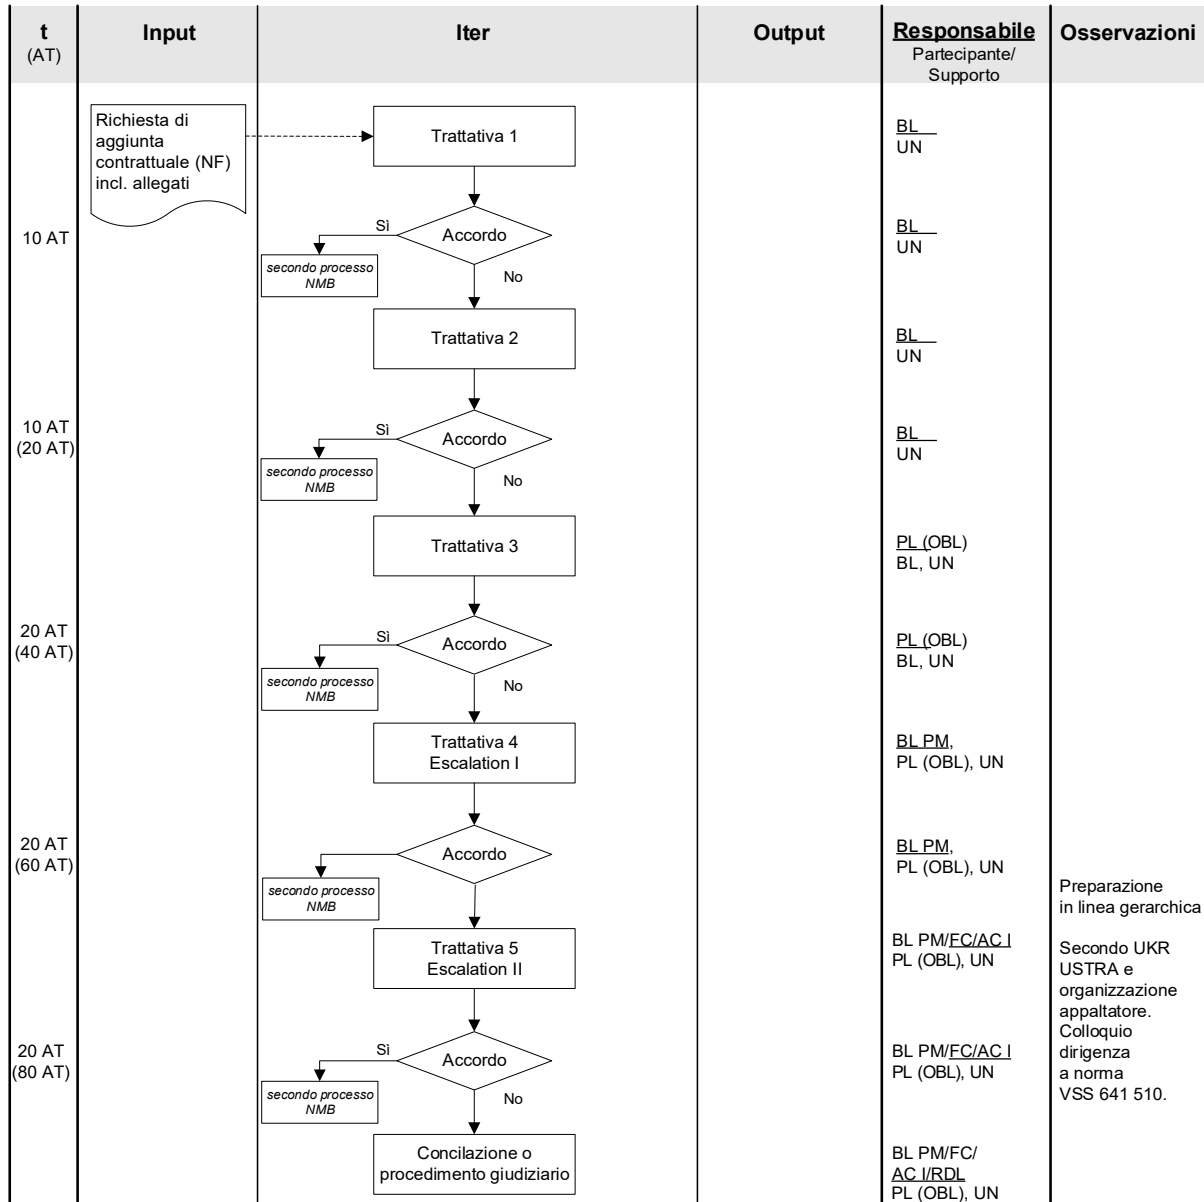 t
(AT)
Input
Iter
Output
Responsabile
Partecipante/
Supporto
Osservazioni
Richiesta di
aggiunta
contrattuale (NF)
incl. allegati
Trattativa 1
BL
UN
10 AT
Sì
Accordo
BL
UN
secondo processo
NMB
No
Trattativa 2
BL
UN
10 AT
(20 AT)
Sì
Accordo
BL
UN
secondo processo
NMB
No
Trattativa 3
PL (OBL)
BL, UN
20 AT
(40 AT)
Sì
Accordo
PL (OBL)
BL, UN
secondo processo
NMB
No
Trattativa 4
Escalation I
BL PM,
PL (OBL), UN
20 AT
(60 AT)
Accordo
BL PM,
PL (OBL), UN
secondo processo
NMB
Preparazione
in linea gerarchica
Trattativa 5
Escalation II
BL PM/FC/AC I
PL (OBL), UN
Secondo UKR
USTRA e
organizzazione
appaltatore.
Colloquio
dirigenza
a norma
VSS 641 510.
20 AT
(80 AT)
Sì
Accordo
BL PM/FC/AC I
PL (OBL), UN
secondo processo
NMB
No
Concilazione o
procedimento giudiziario
BL PM/FC/
AC I/RDL
PL (OBL), UN